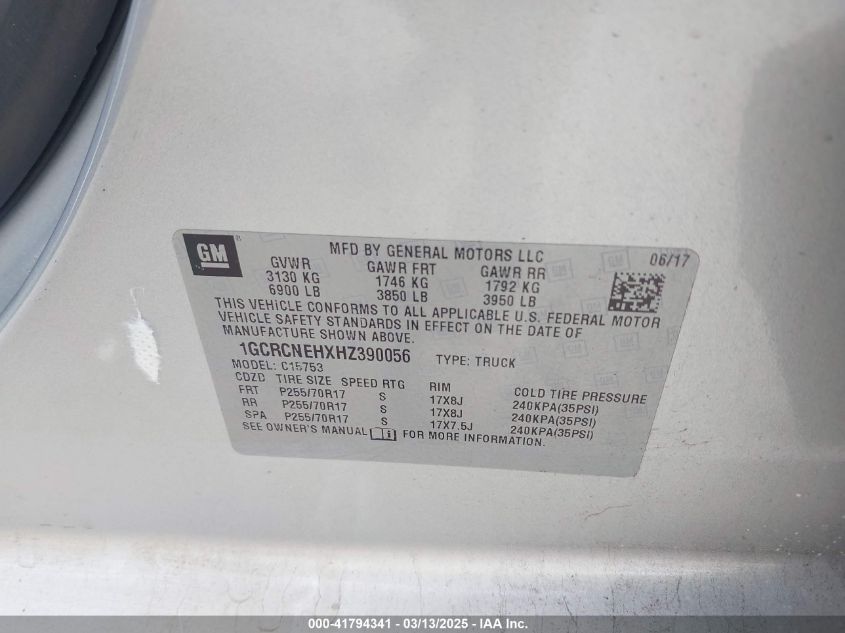 GM ®
MFD BY GENERAL MOTORS LLC
06/17
GVWR GAWR FRT GAWR RR
3130 KG 1746 KG 1792 KG
6900 LB 3850 LB 3950 LB
THIS VEHICLE CONFORMS TO ALL APPLICABLE U.S. FEDERAL MOTOR
VEHICLE SAFETY STANDARDS IN EFFECT ON THE DATE OF
MANUFACTURE SHOWN ABOVE.
1GCRCNEHXHZ390056 TYPE: TRUCK
MODEL: C15753
CDZD TIRE SIZE SPEED RTG RIM COLD TIRE PRESSURE
FRT P255/70R17 S 17X8J 240KPA(35PSI)
RR P255/70R17 S 17X8J 240KPA(35PSI)
SPA P255/70R17 S 17X7.5J 240KPA(35PSI)
SEE OWNER'S MANUAL FOR MORE INFORMATION.
000-41794341 - 03/13/2025 - IAA Inc.